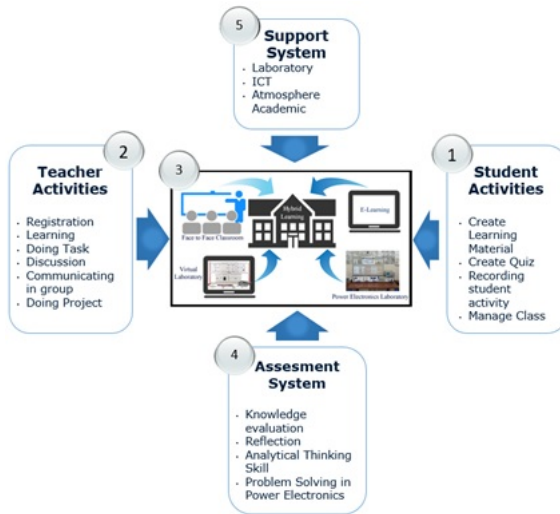 5
Support
System
· Laboratory
· ICT
· Atmosphere
Academic
2
Teacher
Activities
· Registration
· Learning
· Doing Task
· Discussion
· Communicating
in group
· Doing Project
3
Face to Face Classroom
Hybrid
Learning
E-Learning
Virtual
Laboratory
Power Electronics Laboratory
1
Student
Activities
· Create
Learning
Material
· Create Quiz
· Recording
student
activity
· Manage Class
4
Assesment
System
· Knowledge
evaluation
· Reflection
· Analytical Thinking
Skill
· Problem Solving in
Power Electronics